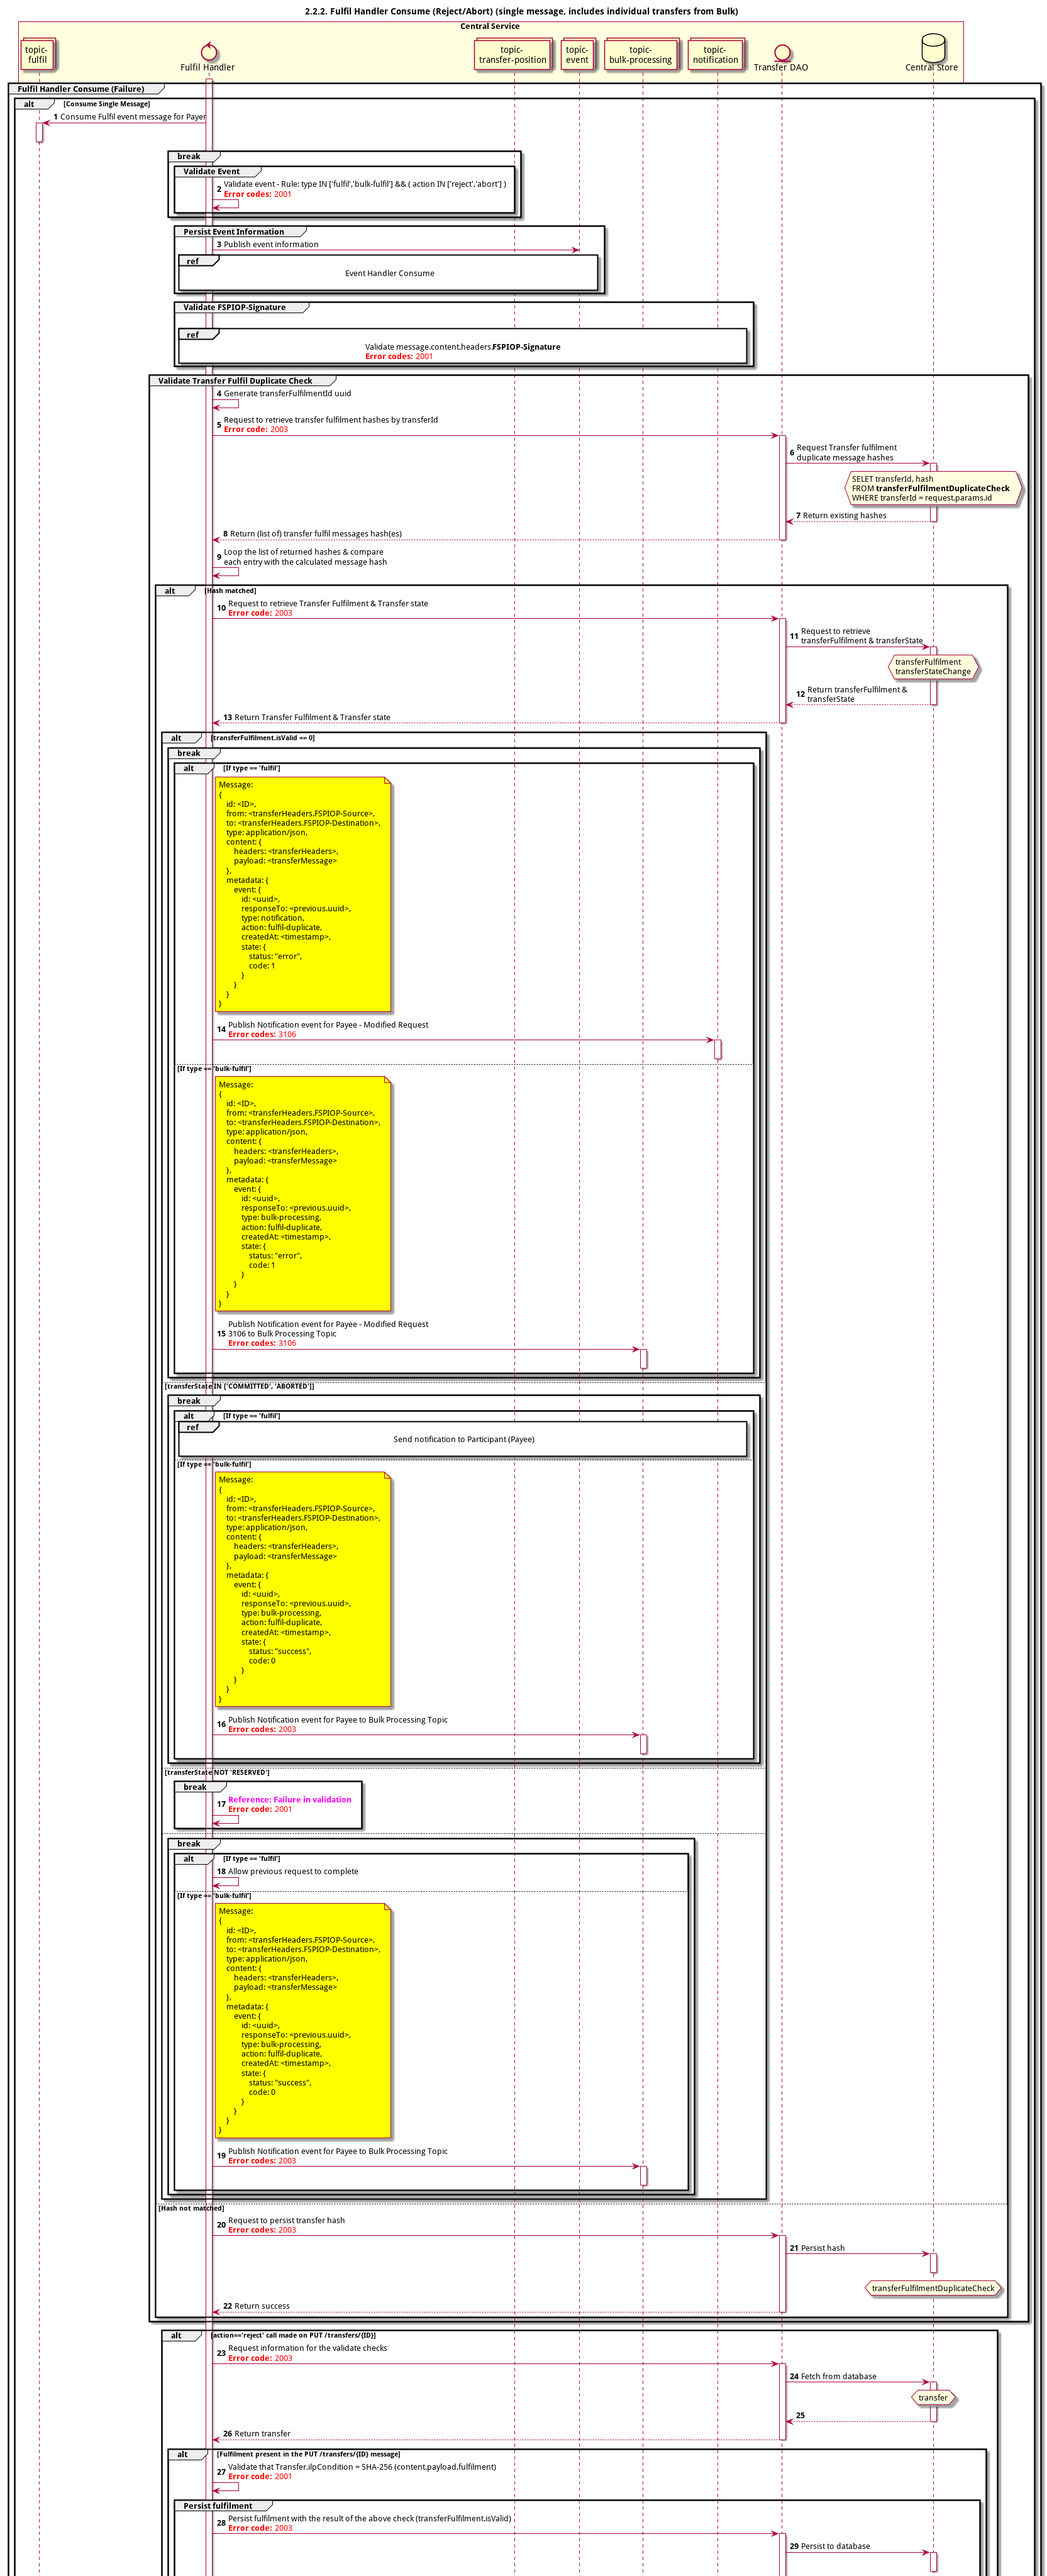 2.2.2. Fulfil Handler Consume (Reject/Abort) (single message, includes individual transfers from Bulk)
Central Service
topic-
fulfil
Fulfil Handler
topic-
transfer-position
topic-
event
topic-
bulk-processing
topic-
notification
Transfer DAO
Central Store
Fulfil Handler Consume (Failure)
alt [Consume Single Message]
1 Consume Fulfil event message for Payer
break
Validate Event
2 Validate event - Rule: type IN ['fulfil','bulk-fulfil'] && ( action IN ['reject','abort'] )
Error codes: 2001
Persist Event Information
3 Publish event information
ref
Event Handler Consume
Validate FSPIOP-Signature
ref
Validate message.content.headers.FSPIOP-Signature
Error codes: 2001
Validate Transfer Fulfil Duplicate Check
4 Generate transferFulfilmentId uuid
5 Request to retrieve transfer fulfilment hashes by transferId
Error code: 2003
6 Request Transfer fulfilment
duplicate message hashes
SELET transferId, hash
FROM transferFulfilmentDuplicateCheck
WHERE transferId = request.params.id
7 Return existing hashes
8 Return (list of) transfer fulfil messages hash(es)
9 Loop the list of returned hashes & compare
each entry with the calculated message hash
alt [Hash matched]
10 Request to retrieve Transfer Fulfilment & Transfer state
Error code: 2003
11 Request to retrieve
transferFulfilment & transferState
transferFulfilment
transferStateChange
12 Return transferFulfilment &
transferState
13 Return Transfer Fulfilment & Transfer state
alt [transferFulfilment.isValid == 0]
break
alt [If type == 'fulfil']
Message:
{
id: <ID>,
from: <transferHeaders.FSPIOP-Source>,
to: <transferHeaders.FSPIOP-Destination>,
type: application/json,
content: {
headers: <transferHeaders>,
payload: <transferMessage>
},
metadata: {
event: {
id: <uuid>,
responseTo: <previous.uuid>,
type: notification,
action: fulfil-duplicate,
createdAt: <timestamp>,
state: {
status: "error",
code: 1
}
}
}
}
14 Publish Notification event for Payee - Modified Request
Error codes: 3106
[If type == 'bulk-fulfil']
Message:
{
id: <ID>,
from: <transferHeaders.FSPIOP-Source>,
to: <transferHeaders.FSPIOP-Destination>,
type: application/json,
content: {
headers: <transferHeaders>,
payload: <transferMessage>
},
metadata: {
event: {
id: <uuid>,
responseTo: <previous.uuid>,
type: bulk-processing,
action: fulfil-duplicate,
createdAt: <timestamp>,
state: {
status: "error",
code: 1
}
}
}
}
15 Publish Notification event for Payee - Modified Request
3106 to Bulk Processing Topic
Error codes: 3106
[transferState IN ['COMMITTED', 'ABORTED']]
break
alt [If type == 'fulfil']
ref
Send notification to Participant (Payee)
[If type == 'bulk-fulfil']
Message:
{
id: <ID>,
from: <transferHeaders.FSPIOP-Source>,
to: <transferHeaders.FSPIOP-Destination>,
type: application/json,
content: {
headers: <transferHeaders>,
payload: <transferMessage>
},
metadata: {
event: {
id: <uuid>,
responseTo: <previous.uuid>,
type: bulk-processing,
action: fulfil-duplicate,
createdAt: <timestamp>,
state: {
status: "success",
code: 0
}
}
}
}
16 Publish Notification event for Payee to Bulk Processing Topic
Error codes: 2003
[transferState NOT 'RESERVED']
break
17 Reference: Failure in validation
Error code: 2001
break
alt [If type == 'fulfil']
18 Allow previous request to complete
[If type == 'bulk-fulfil']
Message:
{
id: <ID>,
from: <transferHeaders.FSPIOP-Source>,
to: <transferHeaders.FSPIOP-Destination>,
type: application/json,
content: {
headers: <transferHeaders>,
payload: <transferMessage>
},
metadata: {
event: {
id: <uuid>,
responseTo: <previous.uuid>,
type: bulk-processing,
action: fulfil-duplicate,
createdAt: <timestamp>,
state: {
status: "success",
code: 0
}
}
}
}
19 Publish Notification event for Payee to Bulk Processing Topic
Error codes: 2003
[Hash not matched]
20 Request to persist transfer hash
Error codes: 2003
21 Persist hash
transferFulfilmentDuplicateCheck
22 Return success
alt [action=='reject' call made on PUT /transfers/{ID}]
23 Request information for the validate checks
Error code: 2003
24 Fetch from database
transfer
25
26 Return transfer
alt [Fulfilment present in the PUT /transfers/{ID} message]
27 Validate that Transfer.ilpCondition = SHA-256 (content.payload.fulfilment)
Error code: 2001
Persist fulfilment
28 Persist fulfilment with the result of the above check (transferFulfilment.isValid)
Error code: 2003
29 Persist to database